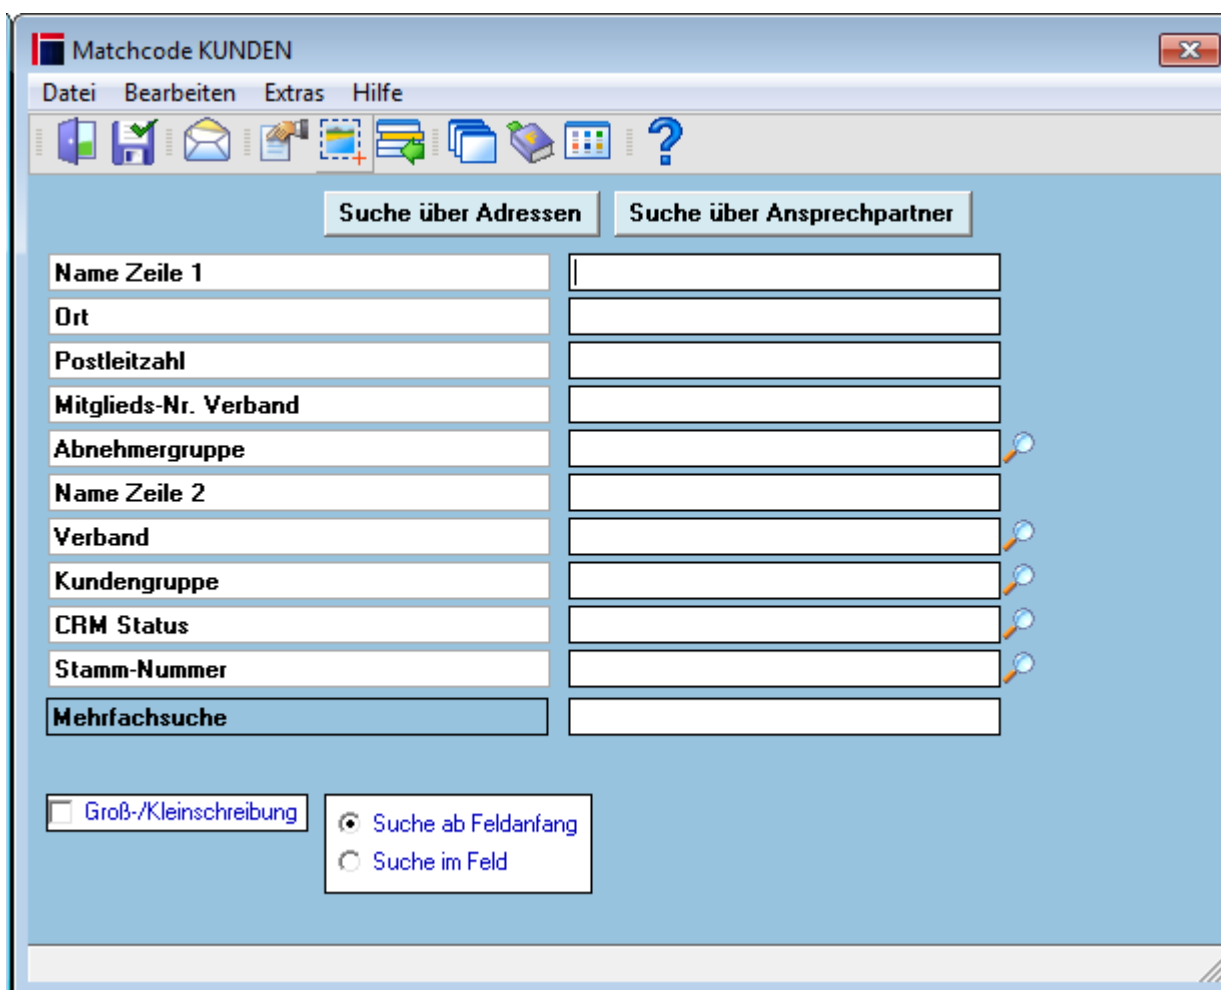 Matchcode KUNDEN
Datei Bearbeiten Extras Hilfe
Suche über Adressen Suche über Ansprechpartner
Name Zeile 1
Ort
Postleitzahl
Mitglieds-Nr. Verband
Abnehmergruppe
Name Zeile 2
Verband
Kundengruppe
CRM Status
Stamm-Nummer
Mehrfachsuche
Groß-/Kleinschreibung
Suche ab Feldanfang
Suche im Feld